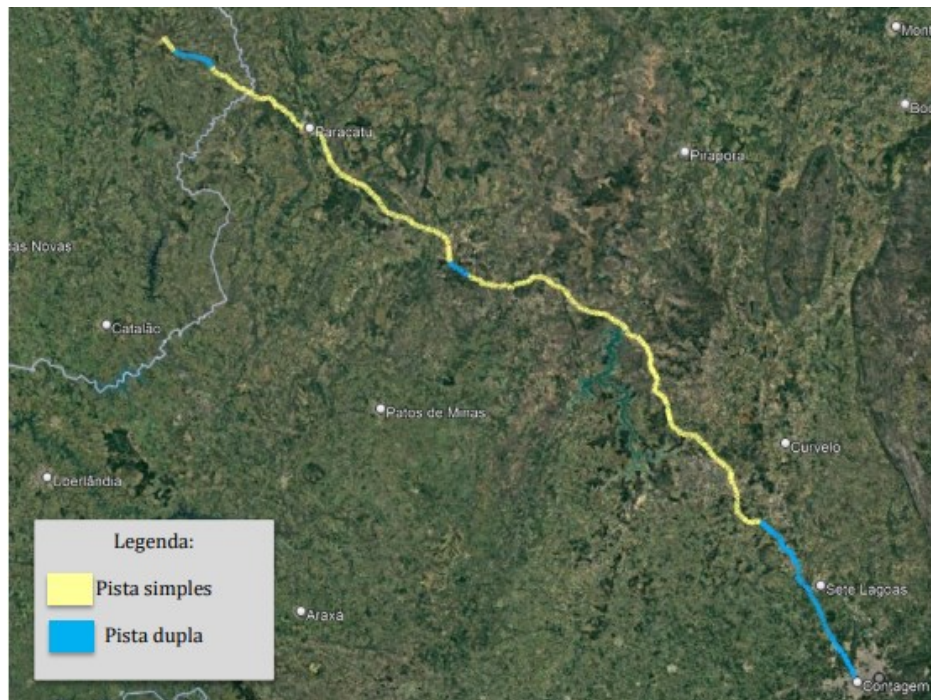 Mont
Boc
Paracatu
Pirapora
as Novas
Catalão
Patos de Minas
Curvelo
Uberlândia
Legenda:
Pista simples
Pista dupla
Sete Lagoas
Araxá
Contagem